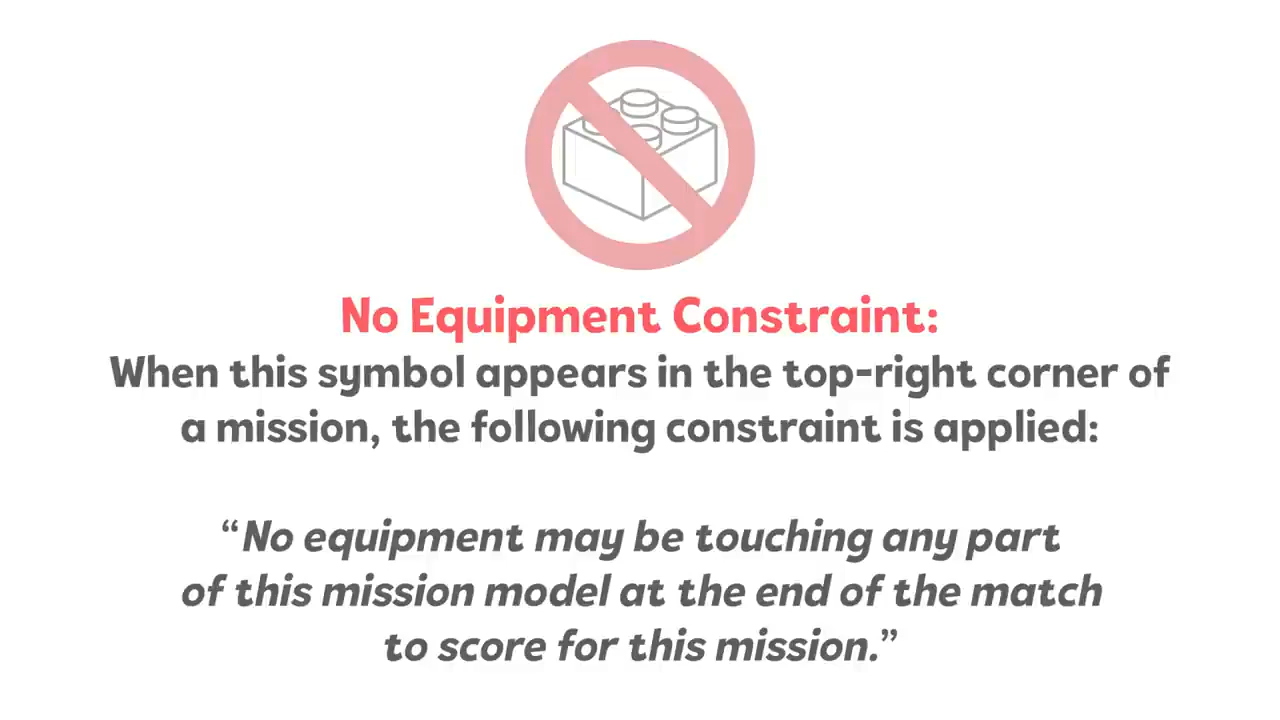 No Equipment Constraint:
When this symbol appears in the top-right corner of
a mission, the following constraint is applied:
“No equipment may be touching any part
of this mission model at the end of the match
to score for this mission.”